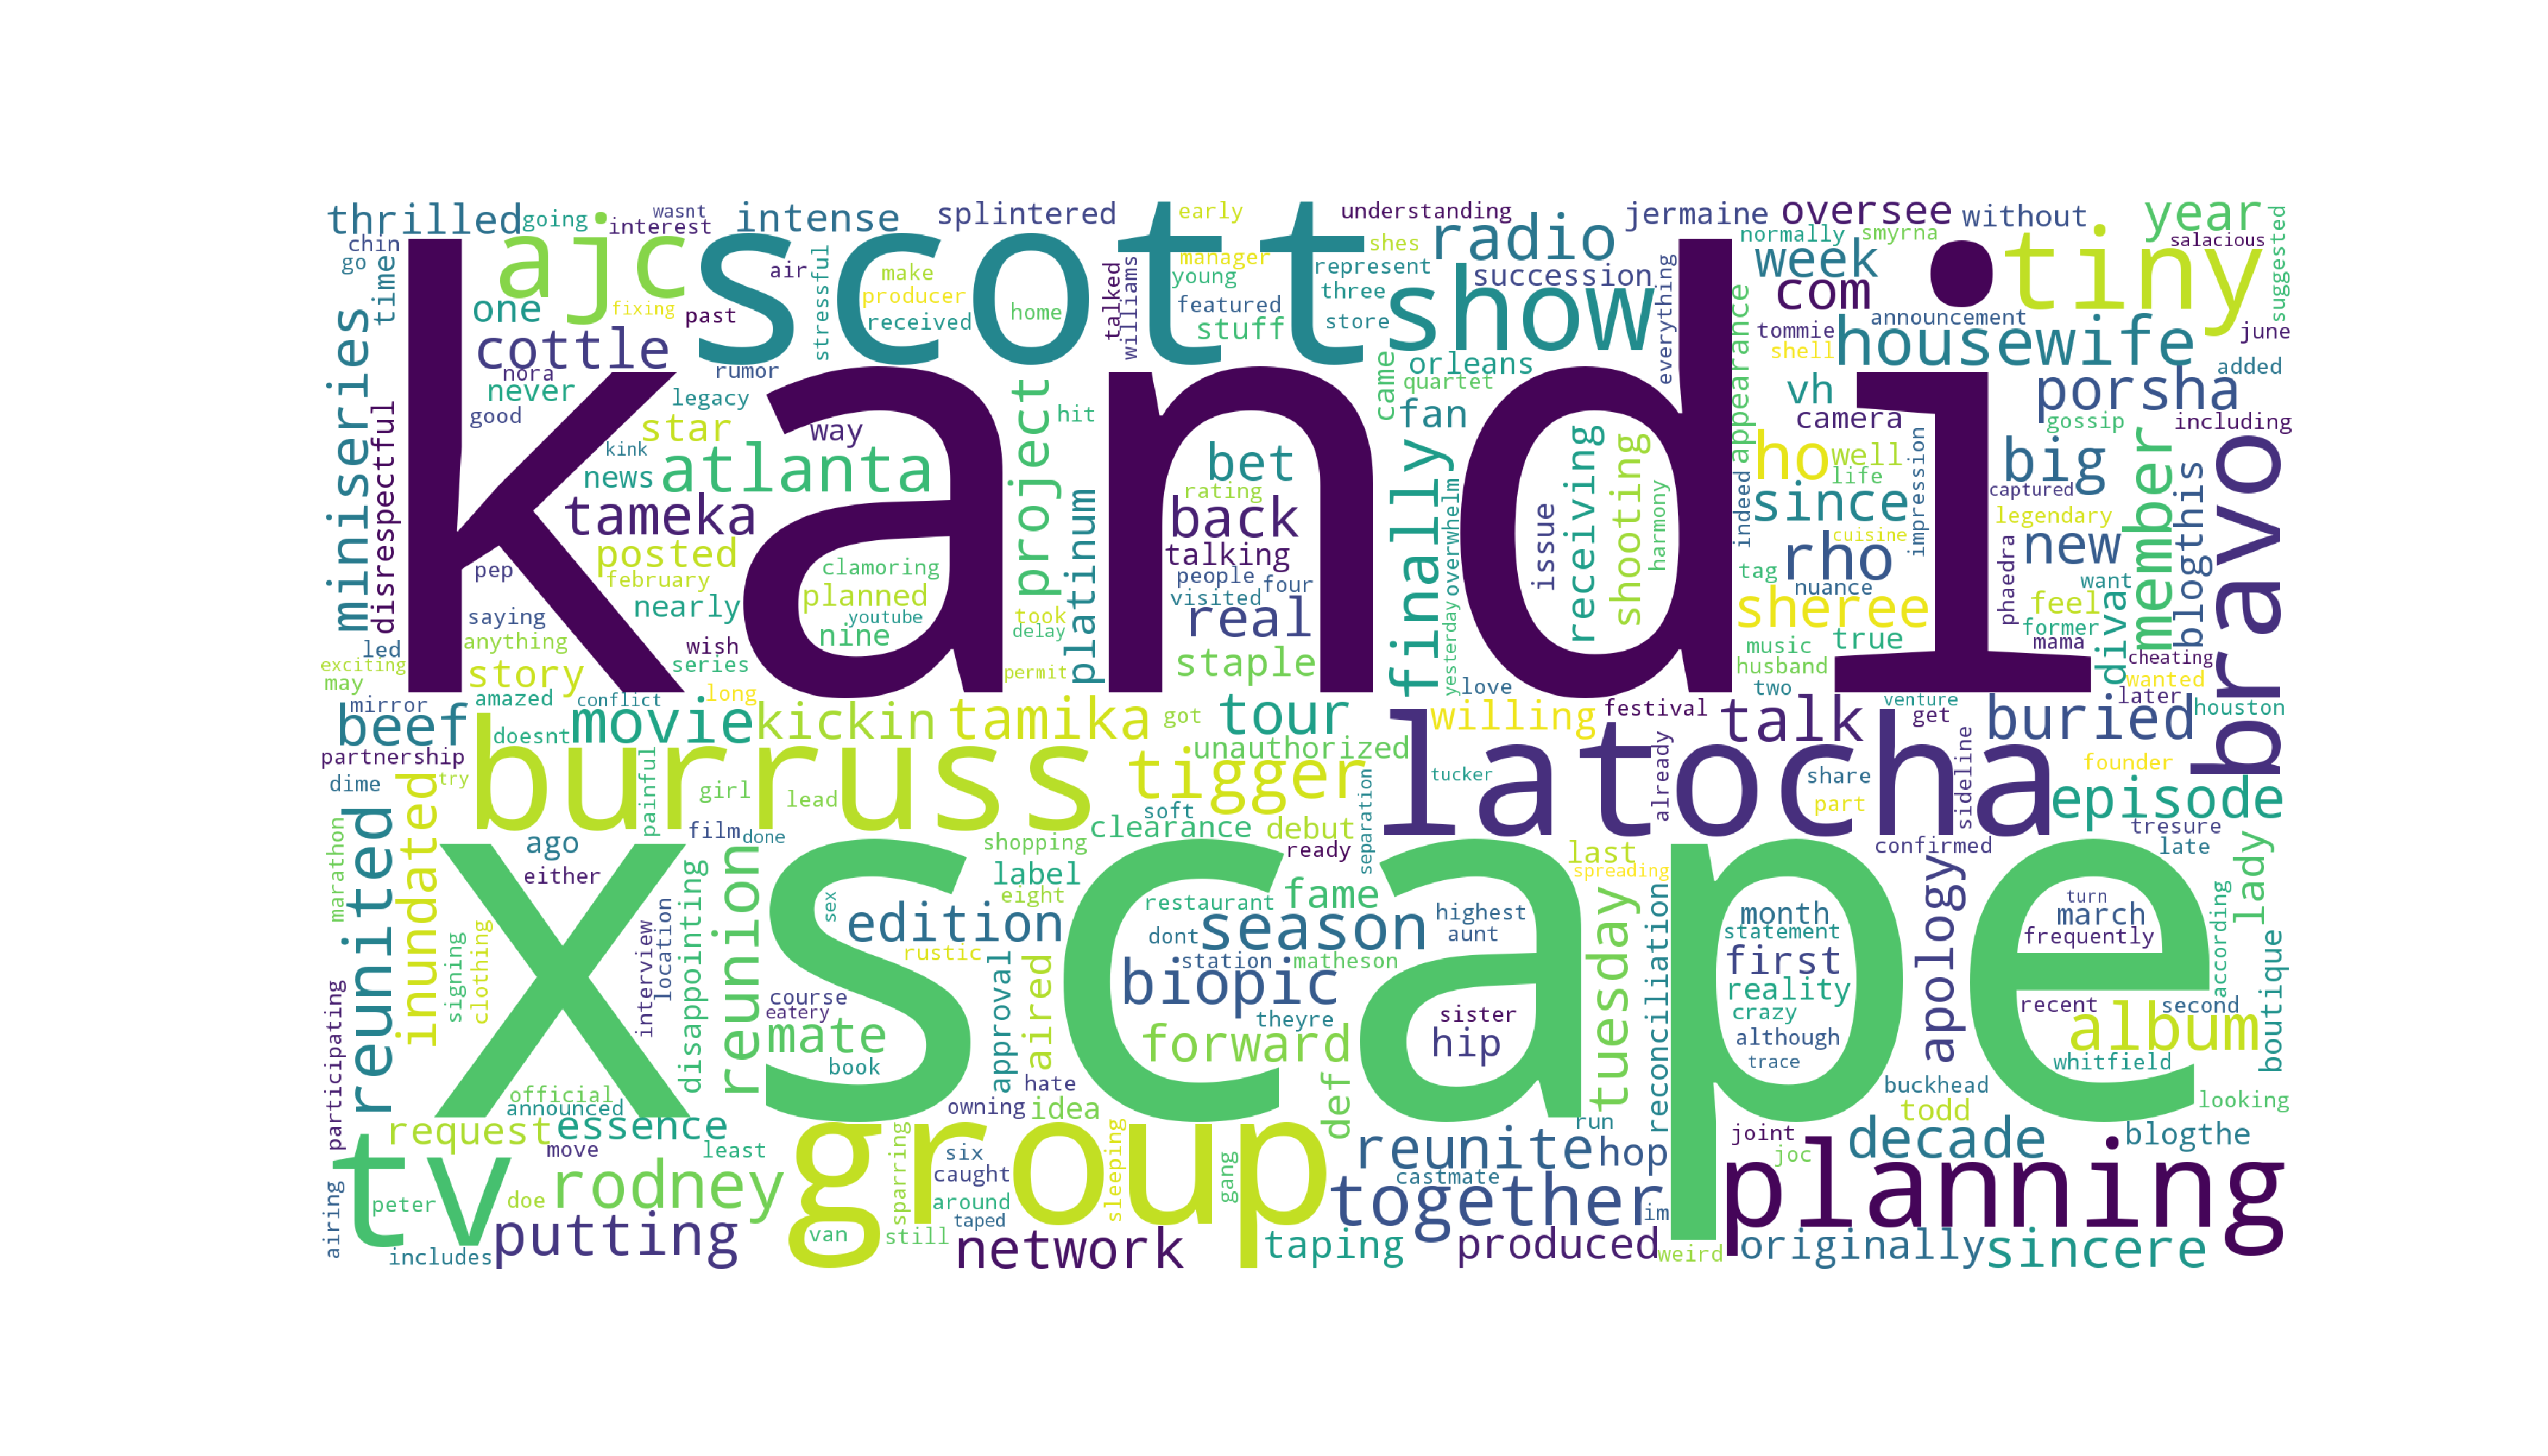 thrilled
going
wasnt
interest
intense
splintered
early
understanding
jermaine
oversee
without
year
salacious
chin
go
time
ajc
scott
shes
manager
radio
normally
smyrna
tiny
suggested
air
make
stressful
young
represent
succession
week
com
show
one
fixing
past
producer
received
home
talked
williams
featured
three
stuff
store
everything
appearance
tommie
announcement
june
miniseries
cottle
nora
never
good
rumor
legacy
orleans
quartet
came
shell
housewife
added
kandi
disrespectful
star
way
hit
fan
vh
camera
porsha
gossip
including
kink
news
atlanta
project
bet
rating
finally
receiving
shooting
ho
well
life
big
captured
member
blogthis
bravo
tameka
platinum
back
talking
issue
harmony
indeed
since
cuisine
impression
legendary
posted
pep
february
clamoring
people
four
visited
overwhelm
yesterday
rho
tag
nuance
new
phaedra
want
nearly
planned
youtube
nine
took
delay
real
sheree
feel
former
divar
saying
anything
wish
series
led
exciting
may
story
permit
staple
music
true
husband
mama
cheating
wanted
mirror
amazed
conflict
long
love
two
venture
later
houston
beef
doesnt
movie
kickin
tamika
got
tour
willing
festival
talk
get
buried
partnership
dime
try
burruss
painful
girl
lead
unauthorized
tigger
tucker
latocha
already
share
part
sideline
founder
episode
inundated
reunited
marathon
film
done
soft
separation
clearance
debut
tresure
late
ago
either
shopping
ready
last
spreading
confirmed
lady
xscape
reunion
disappointing
sex
label
eight
restaurant
fame
highest
aunt
tuesday
reconciliation
month
statement
turn
march
frequently
apology
according
boutique
signing
clothing
interview
location
edition
rustic
dont
season
station
matheson
first
participating
course
eatery
mate
book
approval
aired
biopic
theyre
forward
sister
hip
reality
crazy
although
trace
recent
second
album
whitfield
official
announced
hate
owning
idea
def
run
buckhead
todd
looking
request
essence
move
least
sparring
six
caught
around
taped
sleeping
gang
group
reunite
castmate
hop
joint
joc
decade
blogthe
tv
airing
peter
includes
doe
rodney
putting
van
still
network
together
im
planning
taping
produced
weird
originally
sincere